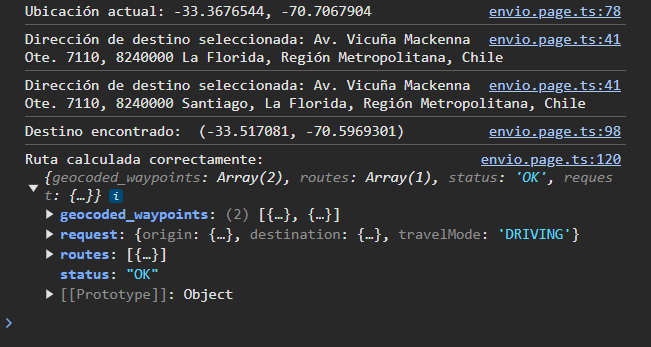 Ubicación actual: -33.3676544, -70.7067904 envio.page.ts:78
Dirección de destino seleccionada: Av. Vicuña Mackenna envio.page.ts:41
Ote. 7110, 8240000 La Florida, Región Metropolitana, Chile
Dirección de destino seleccionada: Av. Vicuña Mackenna envio.page.ts:41
Ote. 7110, 8240000 Santiago, La Florida, Región Metropolitana, Chile
Destino encontrado:  (-33.517081, -70.5969301) envio.page.ts:98
Ruta calculada correctamente: envio.page.ts:120
{geocoded_waypoints: Array(2), routes: Array(1), status: 'OK', reques
t: {…}} i
geocoded_waypoints: (2) [{…}, {…}]
request: {origin: {…}, destination: {…}, travelMode: 'DRIVING'}
routes: [{…}]
status: "OK"
[[Prototype]]: Object